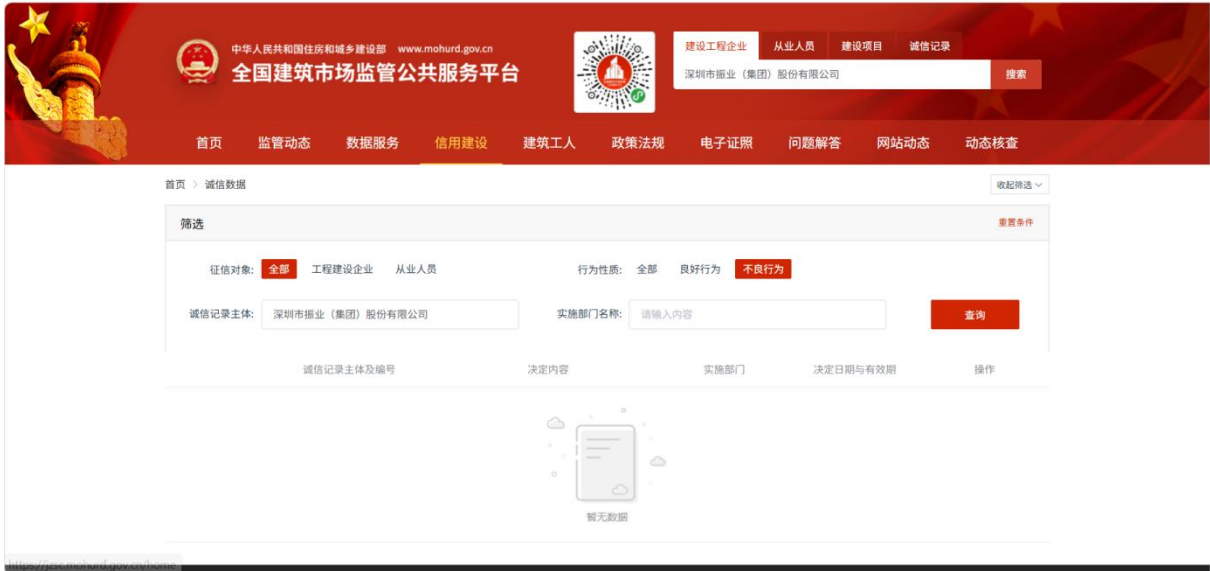 中华人民共和国住房和城乡建设部 www.mohurd.gov.cn
全国建筑市场监管公共服务平台
建设工程企业 从业人员 建设项目 诚信记录
深圳市振业（集团）股份有限公司 搜索
首页 监管动态 数据服务 信用建设 建筑工人 政策法规 电子证照 问题解答 网站动态 动态核查
首页 > 诚信数据 收起筛选
筛选 重置条件
征信对象: 全部 工程建设企业 从业人员 行为性质: 全部 良好行为 不良行为
诚信记录主体: 深圳市振业（集团）股份有限公司 实施部门名称: 请输入内容 查询
诚信记录主体及编号 决定内容 实施部门 决定日期与有效期 操作
暂无数据
https://jzsc.mohurd.gov.cn/home